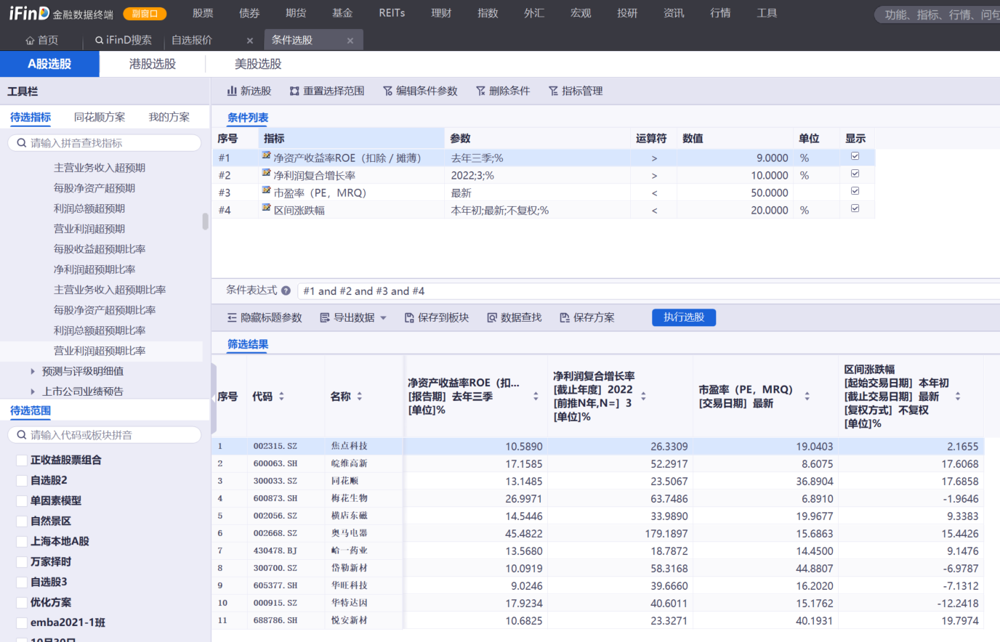 iFinD 金融数据终端 副窗口 股票 债券 期货 基金 REITs 理财 指数 外汇 宏观 投研 资讯 行情 工具 功能、指标、行情、问句
首页 iFinD搜索 自选报价 × 条件选股 ×
A股选股 港股选股 美股选股
工具栏
待选指标 同花顺方案 我的方案
请输入拼音查找指标
主营业务收入超预期
每股净资产超预期
利润总额超预期
营业利润超预期
每股收益超预期比率
净利润超预期比率
主营业务收入超预期比率
每股净资产超预期比率
利润总额超预期比率
营业利润超预期比率
预测与评级明细值
上市公司业绩预告
待选范围
请输入代码或板块拼音
正收益股票组合
自选股2
单因素模型
自然景区
上海本地A股
万家择时
自选股3
优化方案
emba2021-1班
10月30日
新选股 重置选择范围 编辑条件参数 删除条件 指标管理
条件列表
序号 指标 参数 运算符 数值 单位 显示
#1 净资产收益率ROE（扣除 / 摊薄） 去年三季;% > 9.0000 %
#2 净利润复合增长率 2022;3;% > 10.0000 %
#3 市盈率（PE，MRQ） 最新 < 50.0000
#4 区间涨跌幅 本年初;最新;不复权;% < 20.0000 %
条件表达式 ? #1 and #2 and #3 and #4
隐藏标题参数 导出数据 保存到板块 数据查找 保存方案 执行选股
筛选结果
序号 代码 名称
净资产收益率ROE（扣...
[报告期] 去年三季
[单位]%
净利润复合增长率
[截止年度] 2022
[前推N年,N=] 3
[单位]%
市盈率（PE，MRQ）
[交易日期] 最新
区间涨跌幅
[起始交易日期] 本年初
[截止交易日期] 最新
[复权方式] 不复权
[单位]%
1 002315.SZ 焦点科技 10.5890 26.3309 19.0403 2.1655
2 600063.SH 皖维高新 17.1585 52.2917 8.6075 17.6068
3 300033.SZ 同花顺 13.1485 23.5067 36.8904 17.6858
4 600873.SH 梅花生物 26.9971 63.7486 6.8910 -1.9646
5 002056.SZ 横店东磁 14.5446 33.9890 19.9677 9.3383
6 002668.SZ 奥马电器 45.4822 179.1897 15.6863 15.4426
7 430478.BJ 峆一药业 13.5680 18.7872 14.4500 9.1476
8 300700.SZ 岱勒新材 10.0919 58.3168 44.8807 -6.9787
9 605377.SH 华旺科技 9.0246 39.6660 16.2020 -7.1312
10 000915.SZ 华特达因 17.9234 40.6011 15.1762 -12.2418
11 688786.SH 悦安新材 10.6825 23.3271 40.1931 19.7974